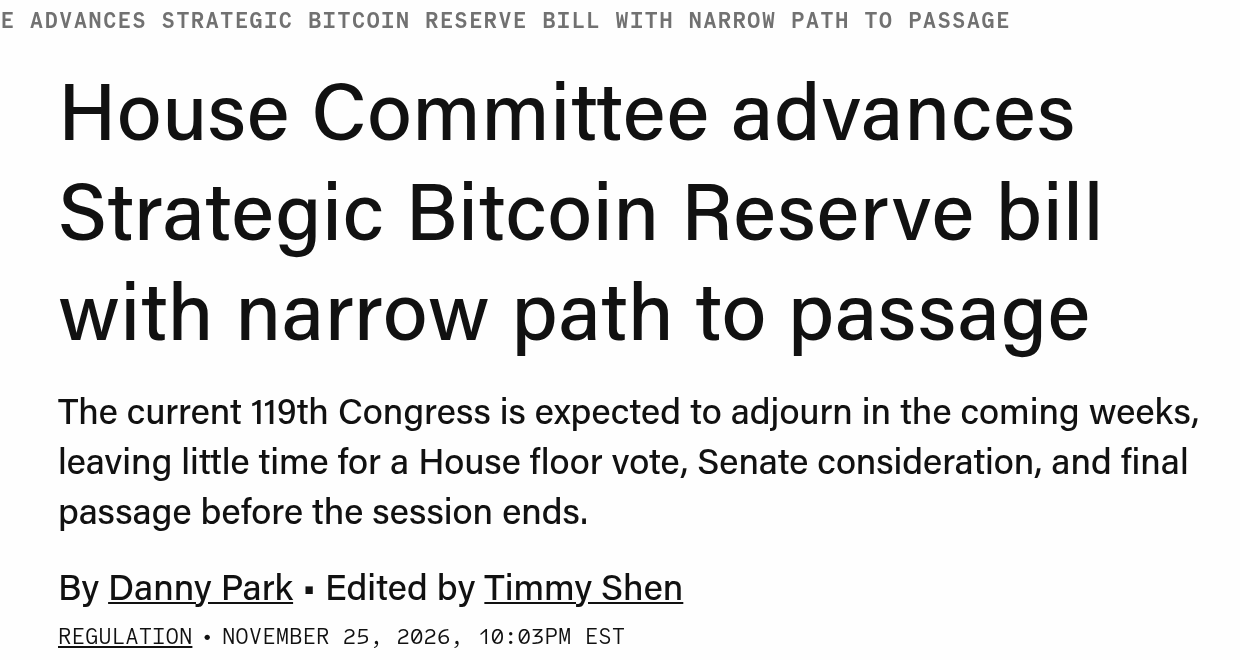 E ADVANCES STRATEGIC BITCOIN RESERVE BILL WITH NARROW PATH TO PASSAGE
House Committee advances
Strategic Bitcoin Reserve bill
with narrow path to passage
The current 119th Congress is expected to adjourn in the coming weeks,
leaving little time for a House floor vote, Senate consideration, and final
passage before the session ends.
By Danny Park ▪ Edited by Timmy Shen
REGULATION • NOVEMBER 25, 2026, 10:03PM EST